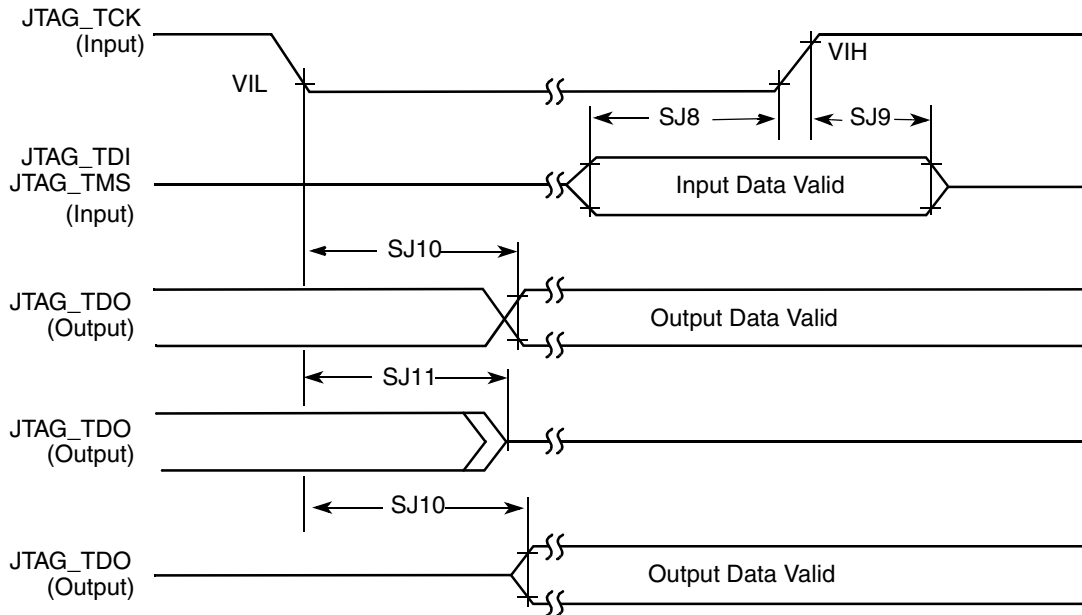 JTAG_TCK
(Input)
VIL
VIH
SJ8
SJ9
JTAG_TDI
JTAG_TMS
(Input)
Input Data Valid
SJ10
JTAG_TDO
(Output)
Output Data Valid
SJ11
JTAG_TDO
(Output)
SJ10
JTAG_TDO
(Output)
Output Data Valid